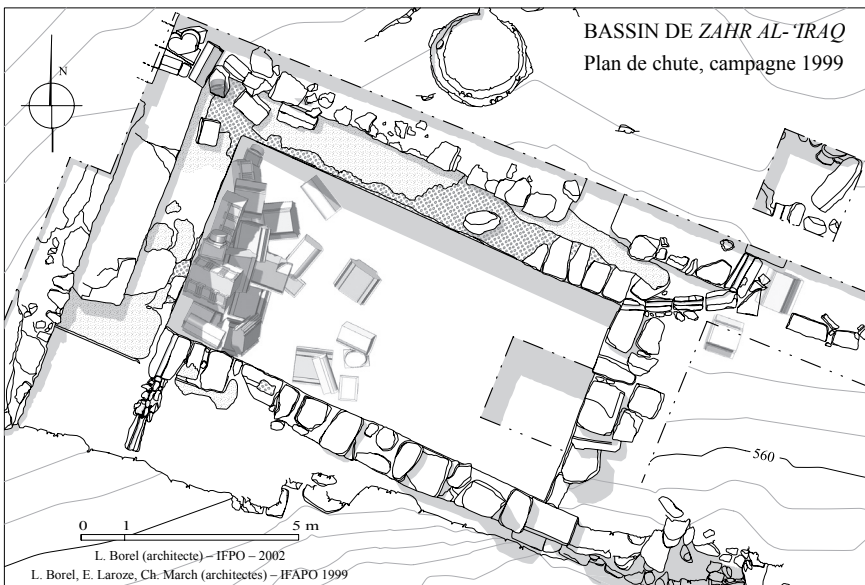 BASSIN DE ZAHR AL-‘IRAQ
Plan de chute, campagne 1999
N
560
0 1 5 m
L. Borel (architecte) – IFPO – 2002
L. Borel, E. Laroze, Ch. March (architectes) – IFAPO 1999